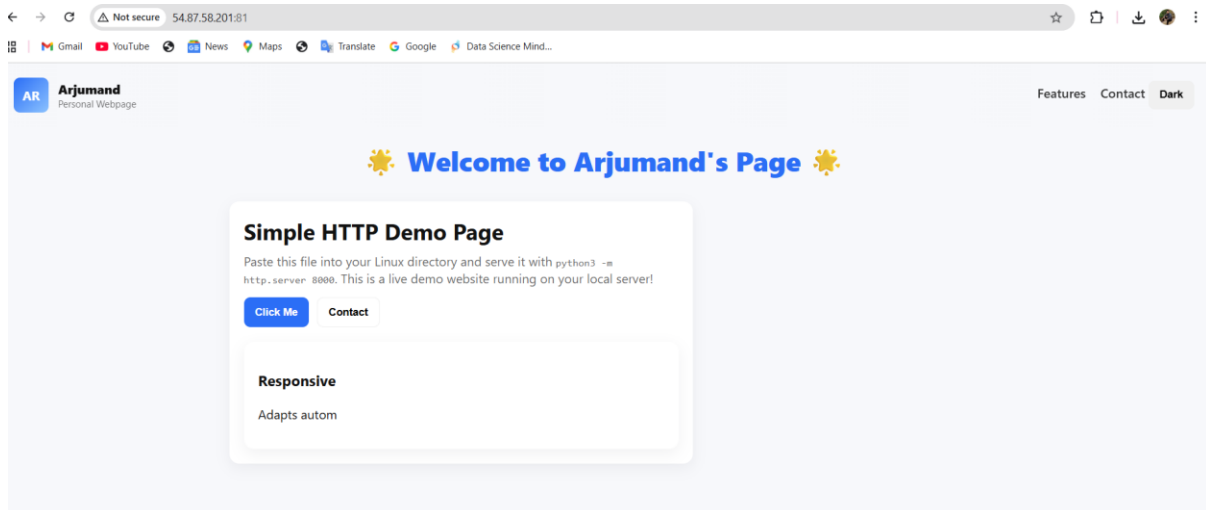 Not secure 54.87.58.201:81
Gmail YouTube GB News Maps Translate G Google Data Science Mind...
AR Arjumand
Personal Webpage
Features Contact Dark
🌟 Welcome to Arjumand's Page 🌟
Simple HTTP Demo Page
Paste this file into your Linux directory and serve it with python3 -m
http.server 8000. This is a live demo website running on your local server!
Click Me Contact
Responsive
Adapts autom